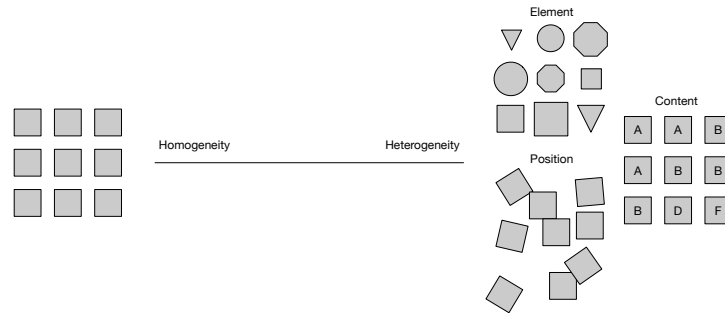 Element
Content
A A B
Homogeneity Heterogeneity
Position
A B B
B D F